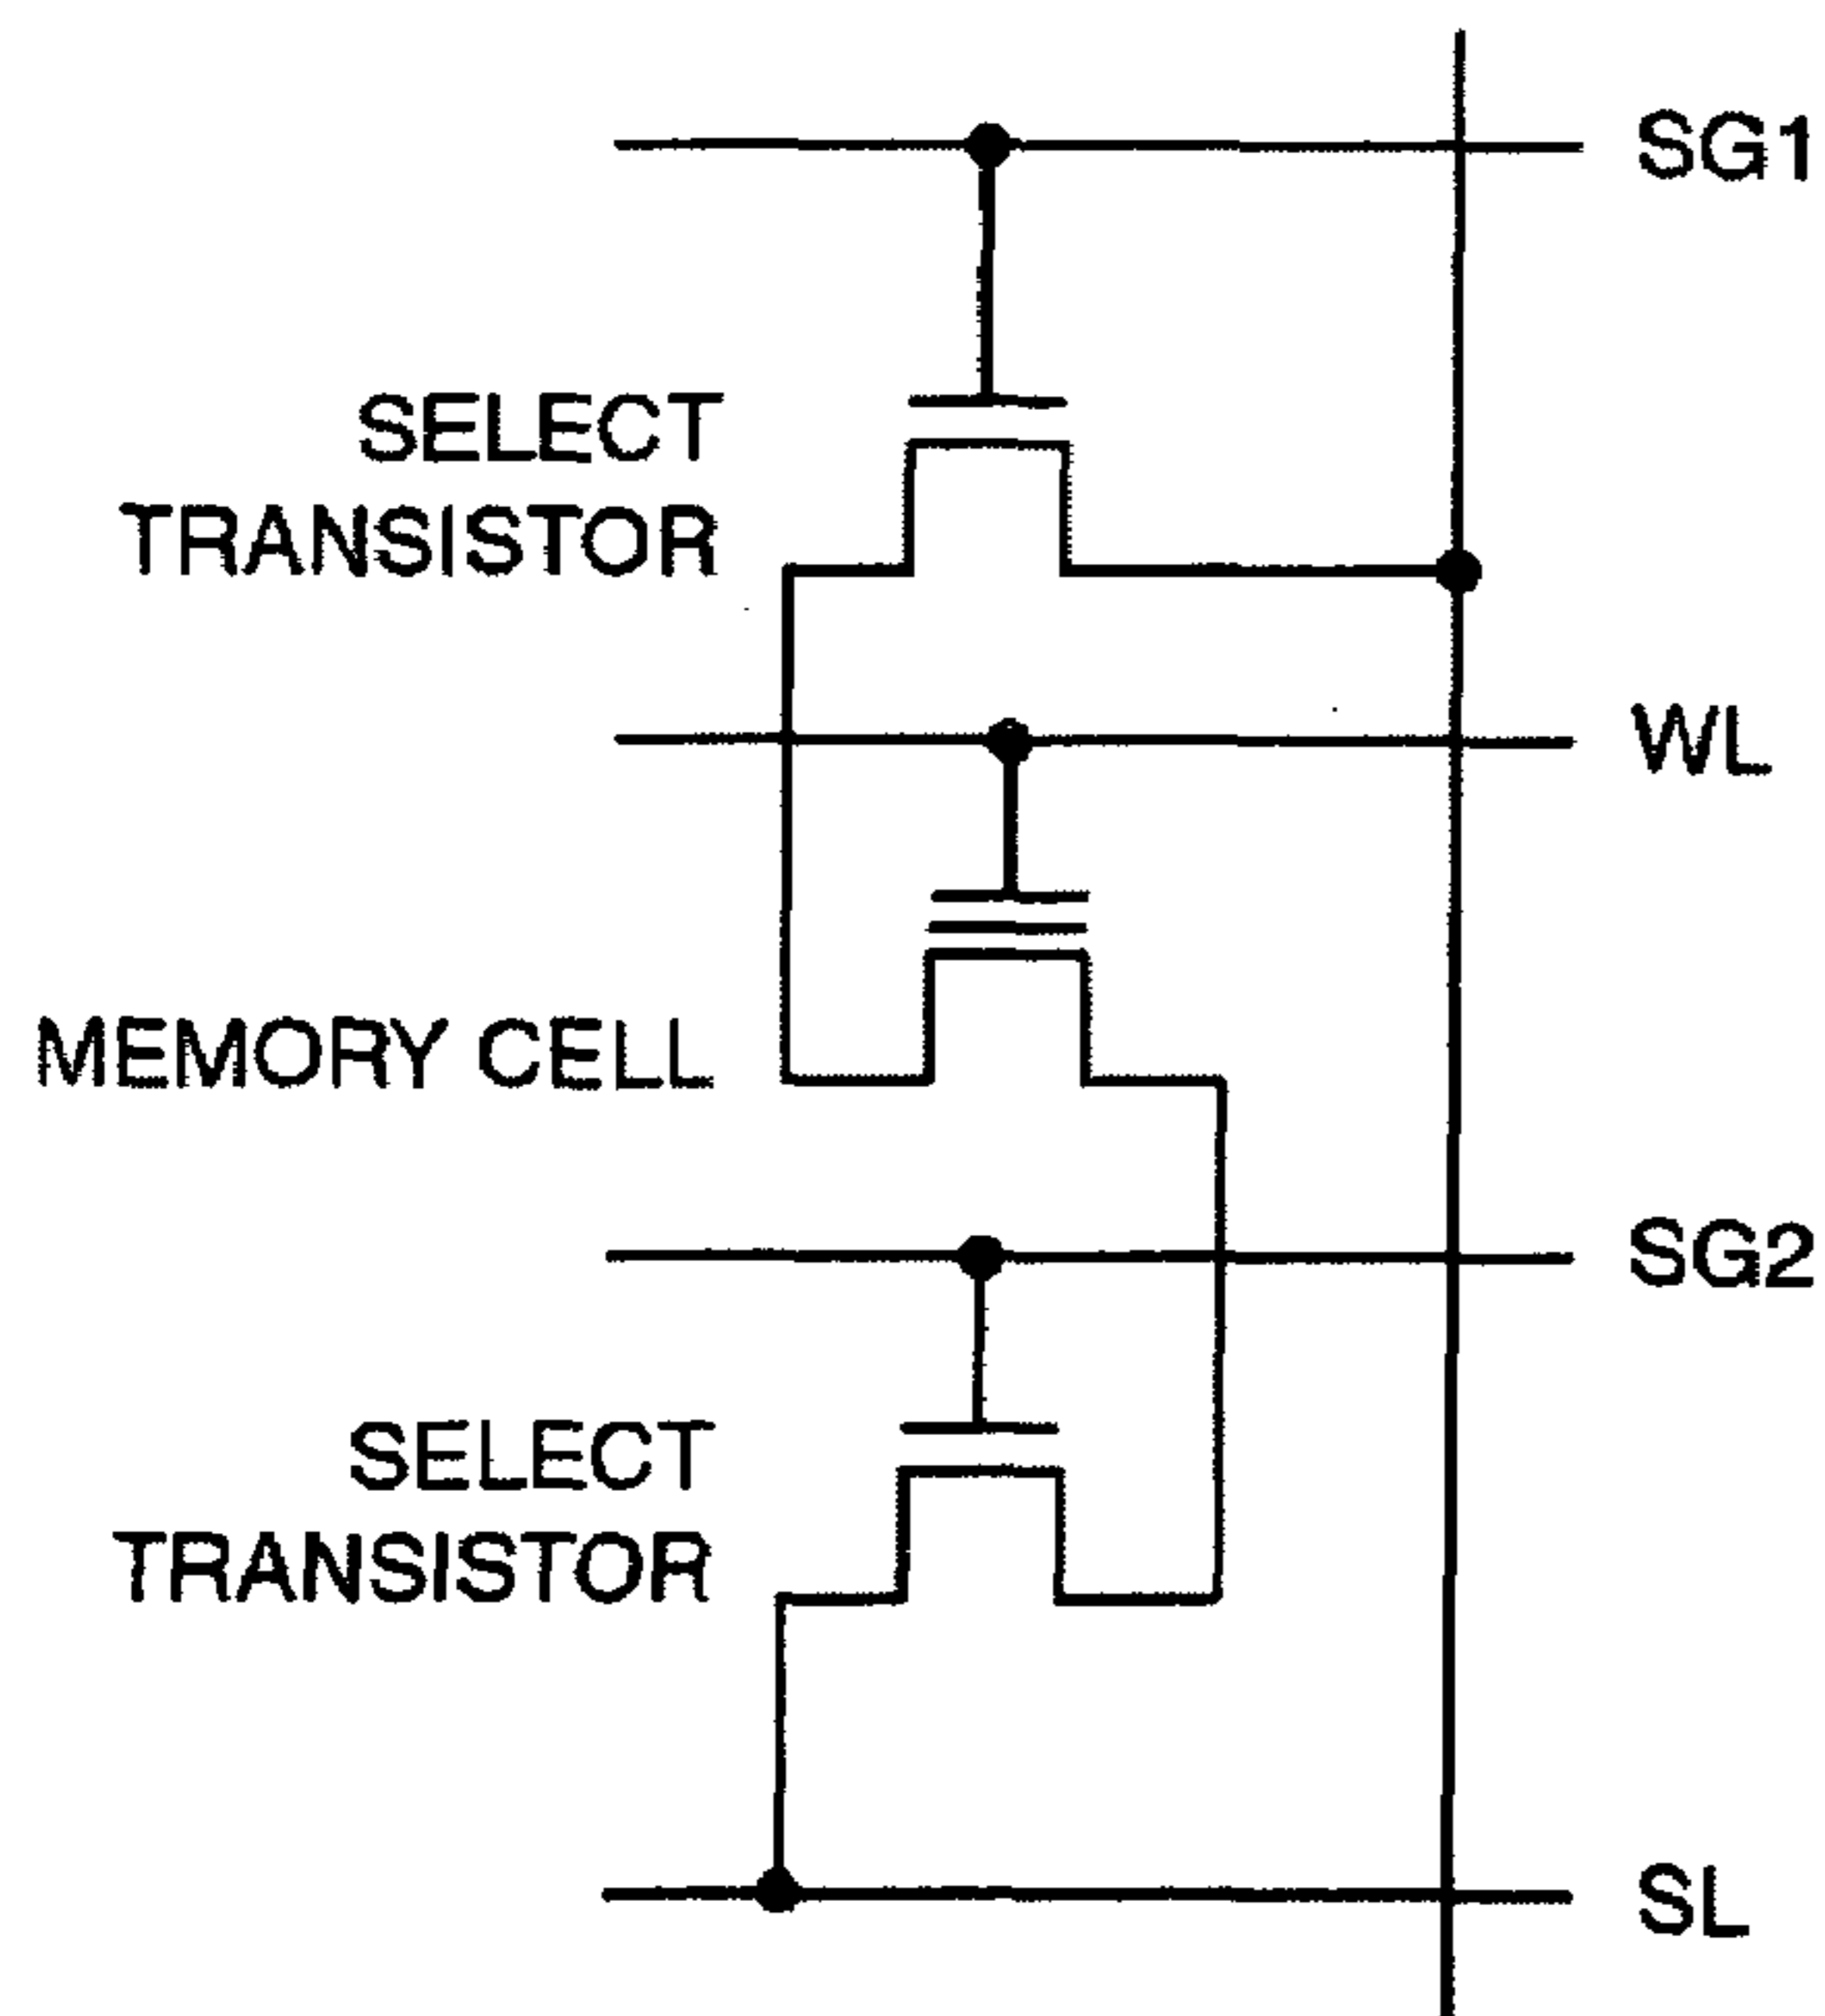 SG1
SELECT
TRANSISTOR
WL
MEMORY CELL
SG2
SELECT
TRANSISTOR
SL